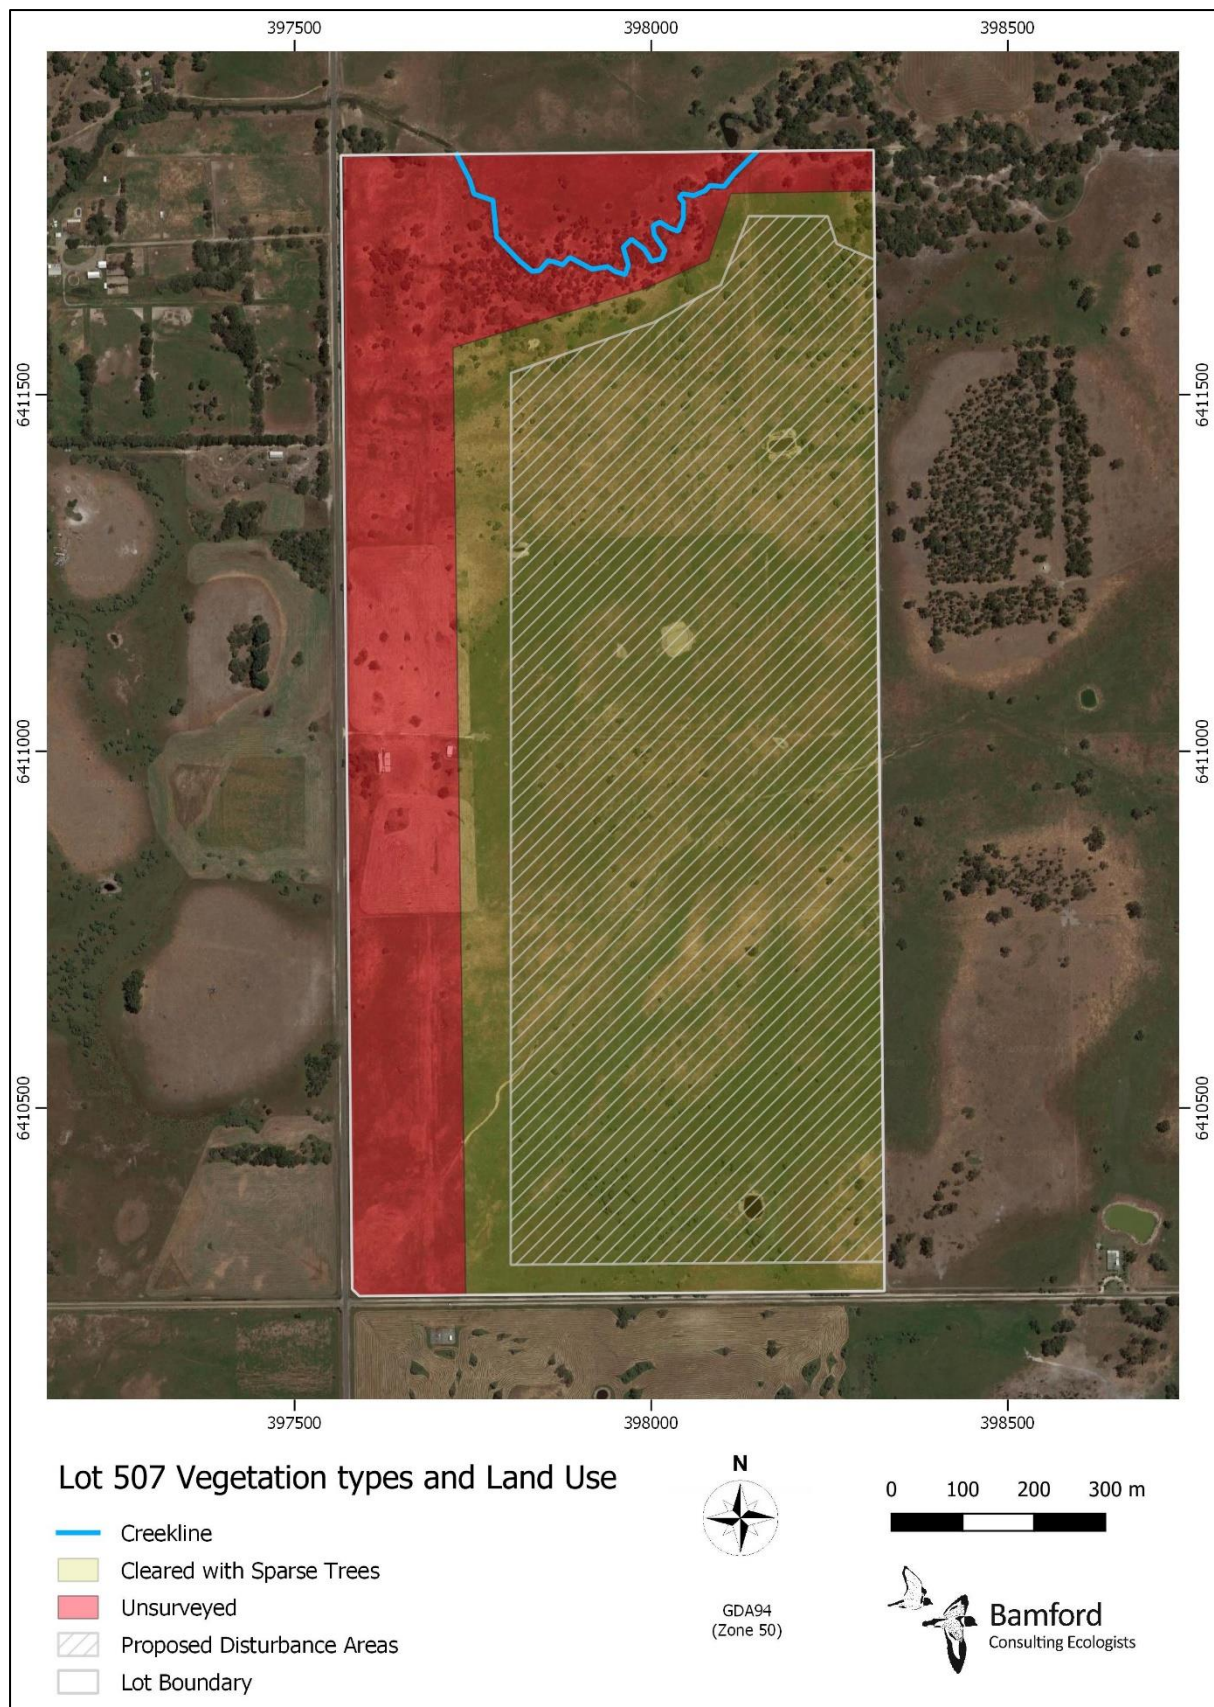 397500 398000 398500
6411500 6411500
6411000 6411000
6410500 6410500
397500 398000 398500
Lot 507 Vegetation types and Land Use
Creekline
Cleared with Sparse Trees
Unsurveyed
Proposed Disturbance Areas
Lot Boundary
N
GDA94
(Zone 50)
0 100 200 300 m
Bamford
Consulting Ecologists